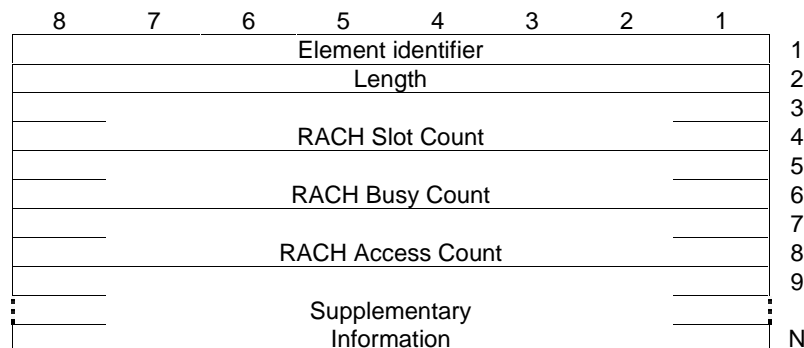 8 7 6 5 4 3 2 1
Element identifier 1
Length 2
3
RACH Slot Count 4
5
RACH Busy Count 6
7
RACH Access Count 8
9
Supplementary
Information N